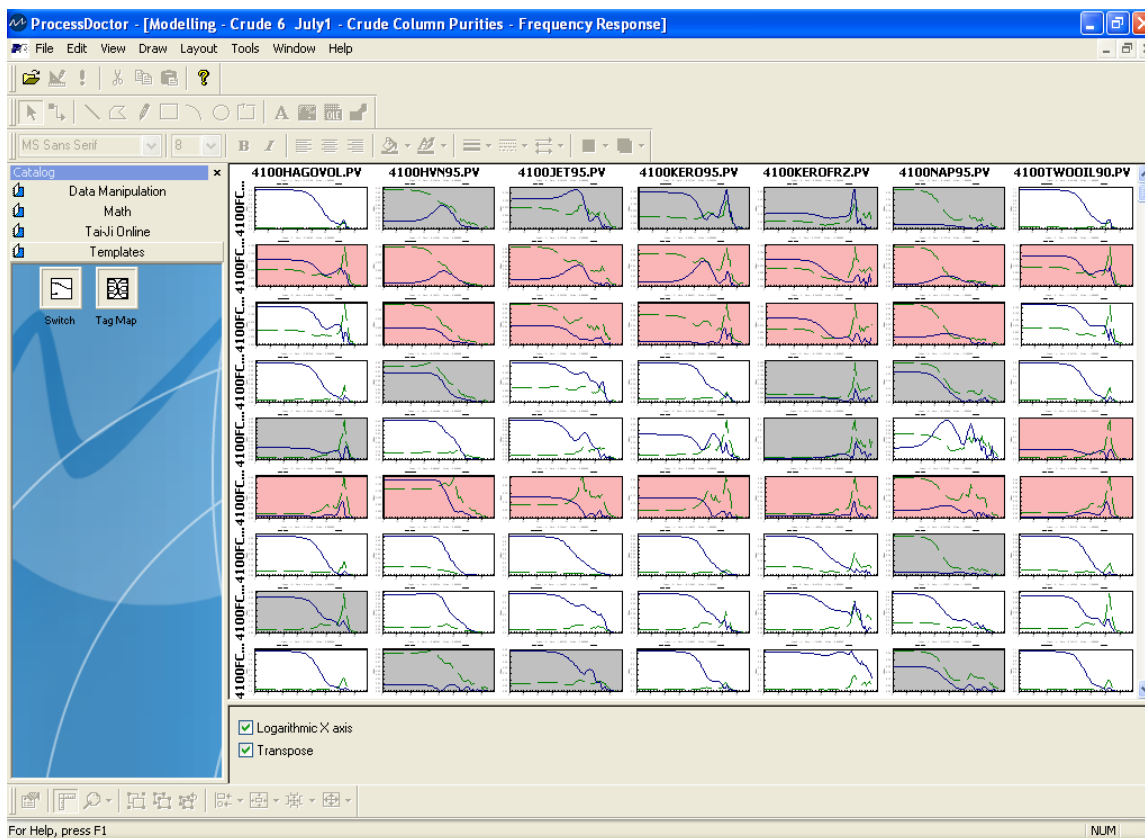 ProcessDoctor - [Modelling - Crude 6 July1 - Crude Column Purities - Frequency Response]
File Edit View Draw Layout Tools Window Help
MS Sans Serif 8 B I
Catalog
Data Manipulation
Math
TaiJi Online
Templates
Switch Tag Map
4100HAGOVOL.PV 4100HVN95.PV 4100JET95.PV 4100KERO95.PV 4100KEROFRZ.PV 4100NAP95.PV 4100TWOOIL90.PV
4100FC...
4100FC...
4100FC...
4100FC...
4100FC...
4100FC...
4100FC...
4100FC...
4100FC...
Logarithmic X axis
Transpose
For Help, press F1
NUM